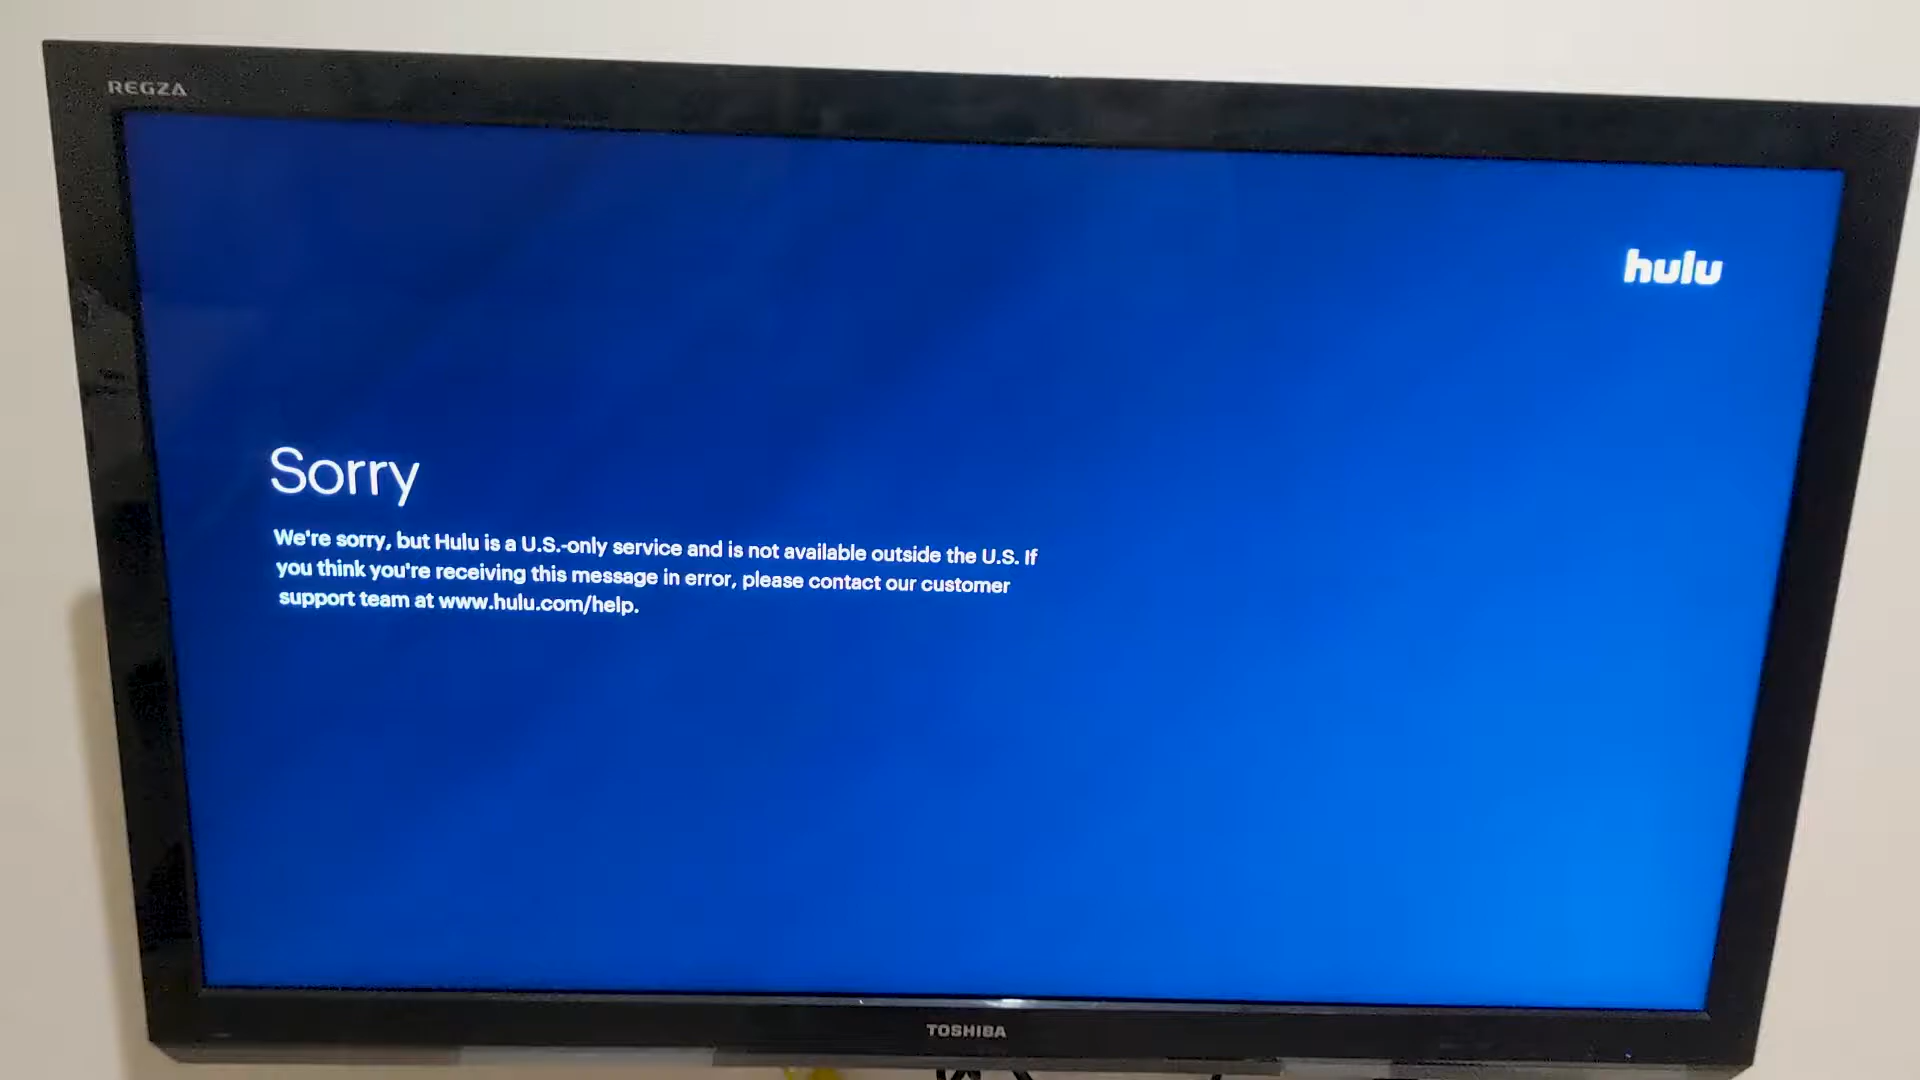 REGZA
hulu
Sorry
We're sorry, but Hulu is a U.S.-only service and is not available outside the U.S. If
you think you're receiving this message in error, please contact our customer
support team at www.hulu.com/help.
TOSHIBA